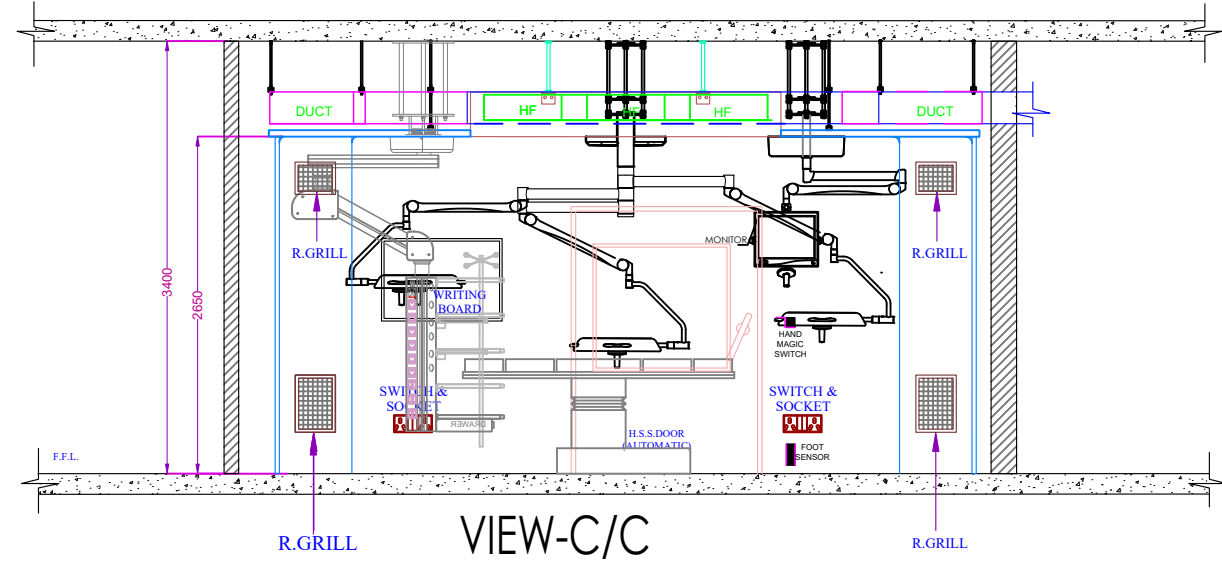 DUCT
HF
HF
HF
DUCT
3400
2650
R.GRILL
MONITOR
R.GRILL
WRITING
BOARD
HAND
MAGIC
SWITCH
SWITCH &
SOCKET
SWITCH &
SOCKET
DRAWER
H.S.S.DOOR
(AUTOMATIC)
FOOT
SENSOR
F.F.L.
R.GRILL
VIEW-C/C
R.GRILL